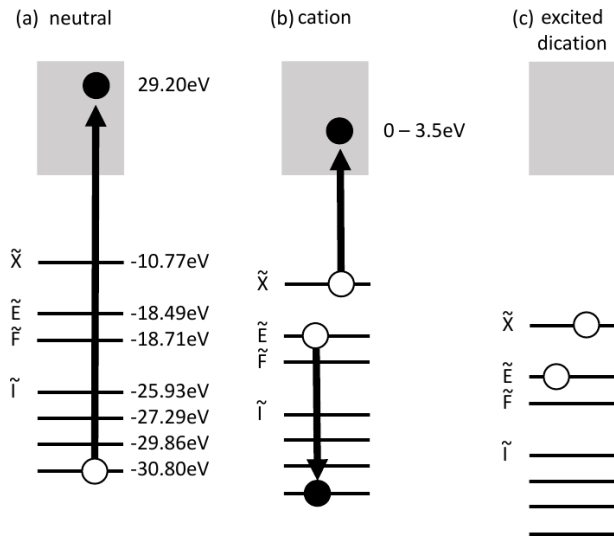 (a) neutral
29.20eV
X̃ -10.77eV
Ẽ -18.49eV
F̃ -18.71eV
Ĩ -25.93eV
-27.29eV
-29.86eV
-30.80eV
(b) cation
0 – 3.5eV
X̃
Ẽ
F̃
Ĩ
(c) excited
dication
X̃
Ẽ
F̃
Ĩ